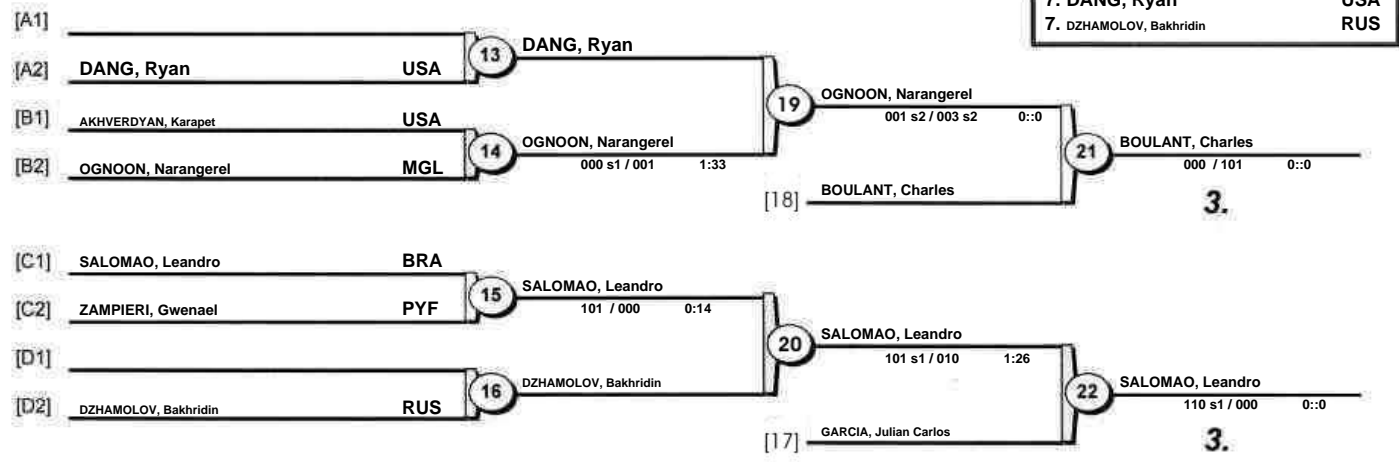 7. DANG, Ryan USA
7. DZHAMOLOV, Bakhridin RUS
[A1]
[A2] DANG, Ryan USA
13 DANG, Ryan
[B1] AKHVERDYAN, Karapet USA
[B2] OGNOON, Narangerel MGL
14 OGNOON, Narangerel
000 s1 / 001 1:33
19 OGNOON, Narangerel
001 s2 / 003 s2 0::0
[18] BOULANT, Charles
21 BOULANT, Charles
000 / 101 0::0
3.
[C1] SALOMAO, Leandro BRA
[C2] ZAMPIERI, Gwenael PYF
15 SALOMAO, Leandro
101 / 000 0:14
[D1]
[D2] DZHAMOLOV, Bakhridin RUS
16 DZHAMOLOV, Bakhridin
20 SALOMAO, Leandro
101 s1 / 010 1:26
[17] GARCIA, Julian Carlos
22 SALOMAO, Leandro
110 s1 / 000 0::0
3.